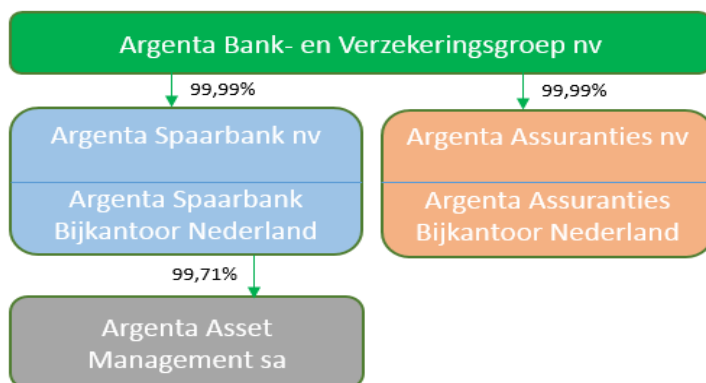 Argenta Bank- en Verzekeringsgroep nv
99,99%
99,99%
Argenta Spaarbank nv
Argenta Assuranties nv
Argenta Spaarbank
Bijkantoor Nederland
Argenta Assuranties
Bijkantoor Nederland
99,71%
Argenta Asset
Management sa